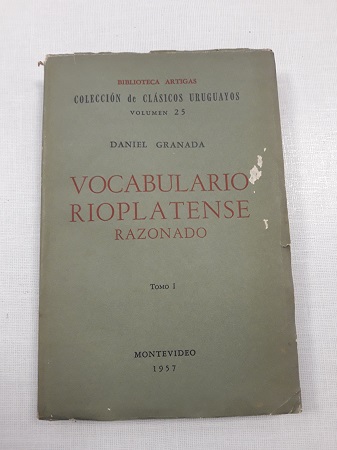 BIBLIOTECA ARTIGAS
COLECCIÓN de CLÁSICOS URUGUAYOS
VOLUMEN 25
DANIEL GRANADA
VOCABULARIO
RIOPLATENSE
RAZONADO
TOMO I
MONTEVIDEO
1957